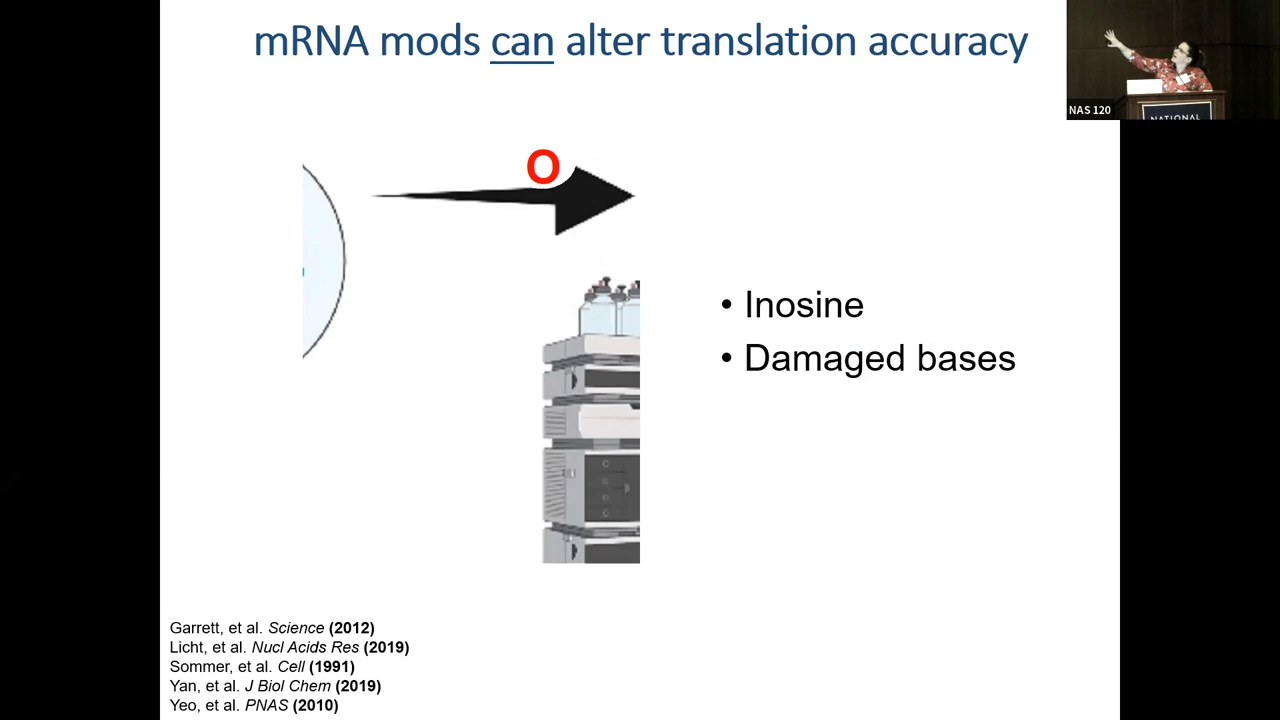 mRNA mods can alter translation accuracy
NAS 120
NATIONAL
O
• Inosine
• Damaged bases
Garrett, et al. Science (2012)
Licht, et al. Nucl Acids Res (2019)
Sommer, et al. Cell (1991)
Yan, et al. J Biol Chem (2019)
Yeo, et al. PNAS (2010)